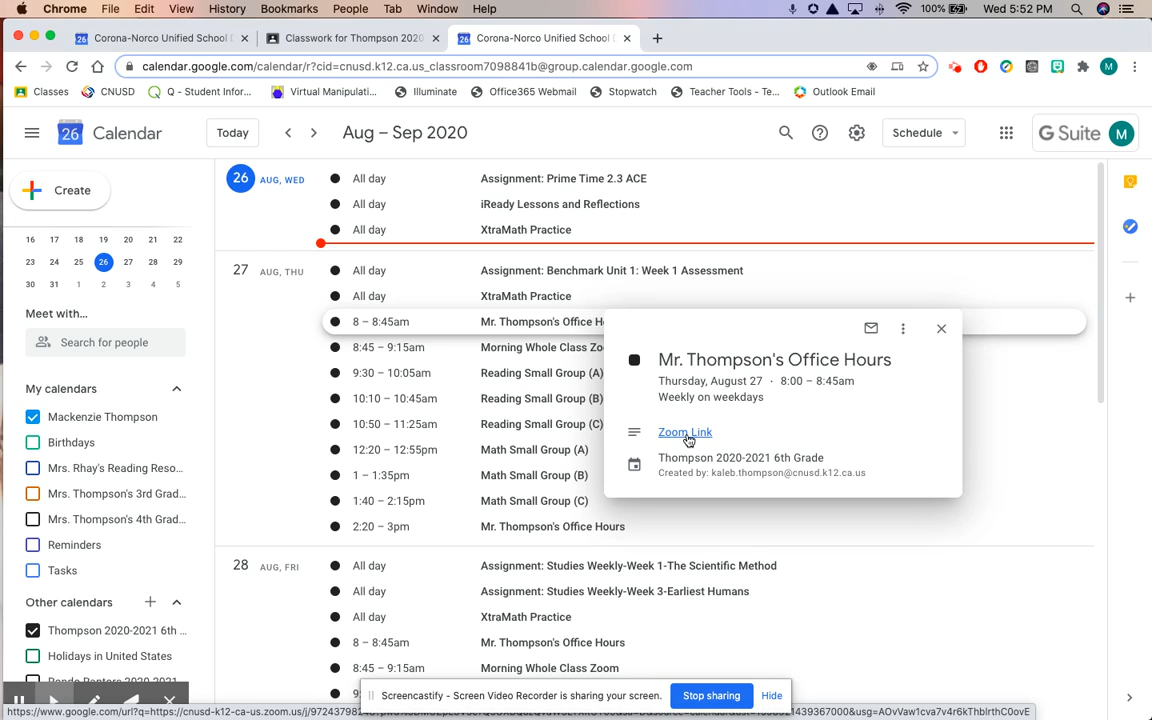 Chrome File Edit View History Bookmarks People Tab Window Help 100% Wed 5:52 PM
Corona-Norco Unified School Classwork for Thompson 2020 Corona-Norco Unified School
calendar.google.com/calendar/r?cid=cnusd.k12.ca.us_classroom7098841b@group.calendar.google.com M
Classes CNUSD Q - Student Infor... Virtual Manipulati... Illuminate Office365 Webmail Stopwatch Teacher Tools - Te... Outlook Email
26 Calendar Today Aug – Sep 2020 Schedule G Suite M
Create
16 17 18 19 20 21 22
23 24 25 26 27 28 29
30 31 1 2 3 4 5
Meet with...
Search for people
My calendars
Mackenzie Thompson
Birthdays
Mrs. Rhay's Reading Reso...
Mrs. Thompson's 3rd Grad...
Mrs. Thompson's 4th Grad...
Reminders
Tasks
Other calendars
Thompson 2020-2021 6th ...
Holidays in United States
26 AUG, WED All day Assignment: Prime Time 2.3 ACE
All day iReady Lessons and Reflections
All day XtraMath Practice
27 AUG, THU All day Assignment: Benchmark Unit 1: Week 1 Assessment
All day XtraMath Practice
8 – 8:45am Mr. Thompson's Office H
8:45 – 9:15am Morning Whole Class Zo
9:30 – 10:05am Reading Small Group (A)
10:10 – 10:45am Reading Small Group (B)
10:50 – 11:25am Reading Small Group (C)
12:20 – 12:55pm Math Small Group (A)
1 – 1:35pm Math Small Group (B)
1:40 – 2:15pm Math Small Group (C)
2:20 – 3pm Mr. Thompson's Office Hours
28 AUG, FRI All day Assignment: Studies Weekly-Week 1-The Scientific Method
All day Assignment: Studies Weekly-Week 3-Earliest Humans
All day XtraMath Practice
8 – 8:45am Mr. Thompson's Office Hours
8:45 – 9:15am Morning Whole Class Zoom
Mr. Thompson's Office Hours
Thursday, August 27 · 8:00 – 8:45am
Weekly on weekdays
Zoom Link
Thompson 2020-2021 6th Grade
Created by: kaleb.thompson@cnusd.k12.ca.us
Screencastify - Screen Video Recorder is sharing your screen. Stop sharing Hide